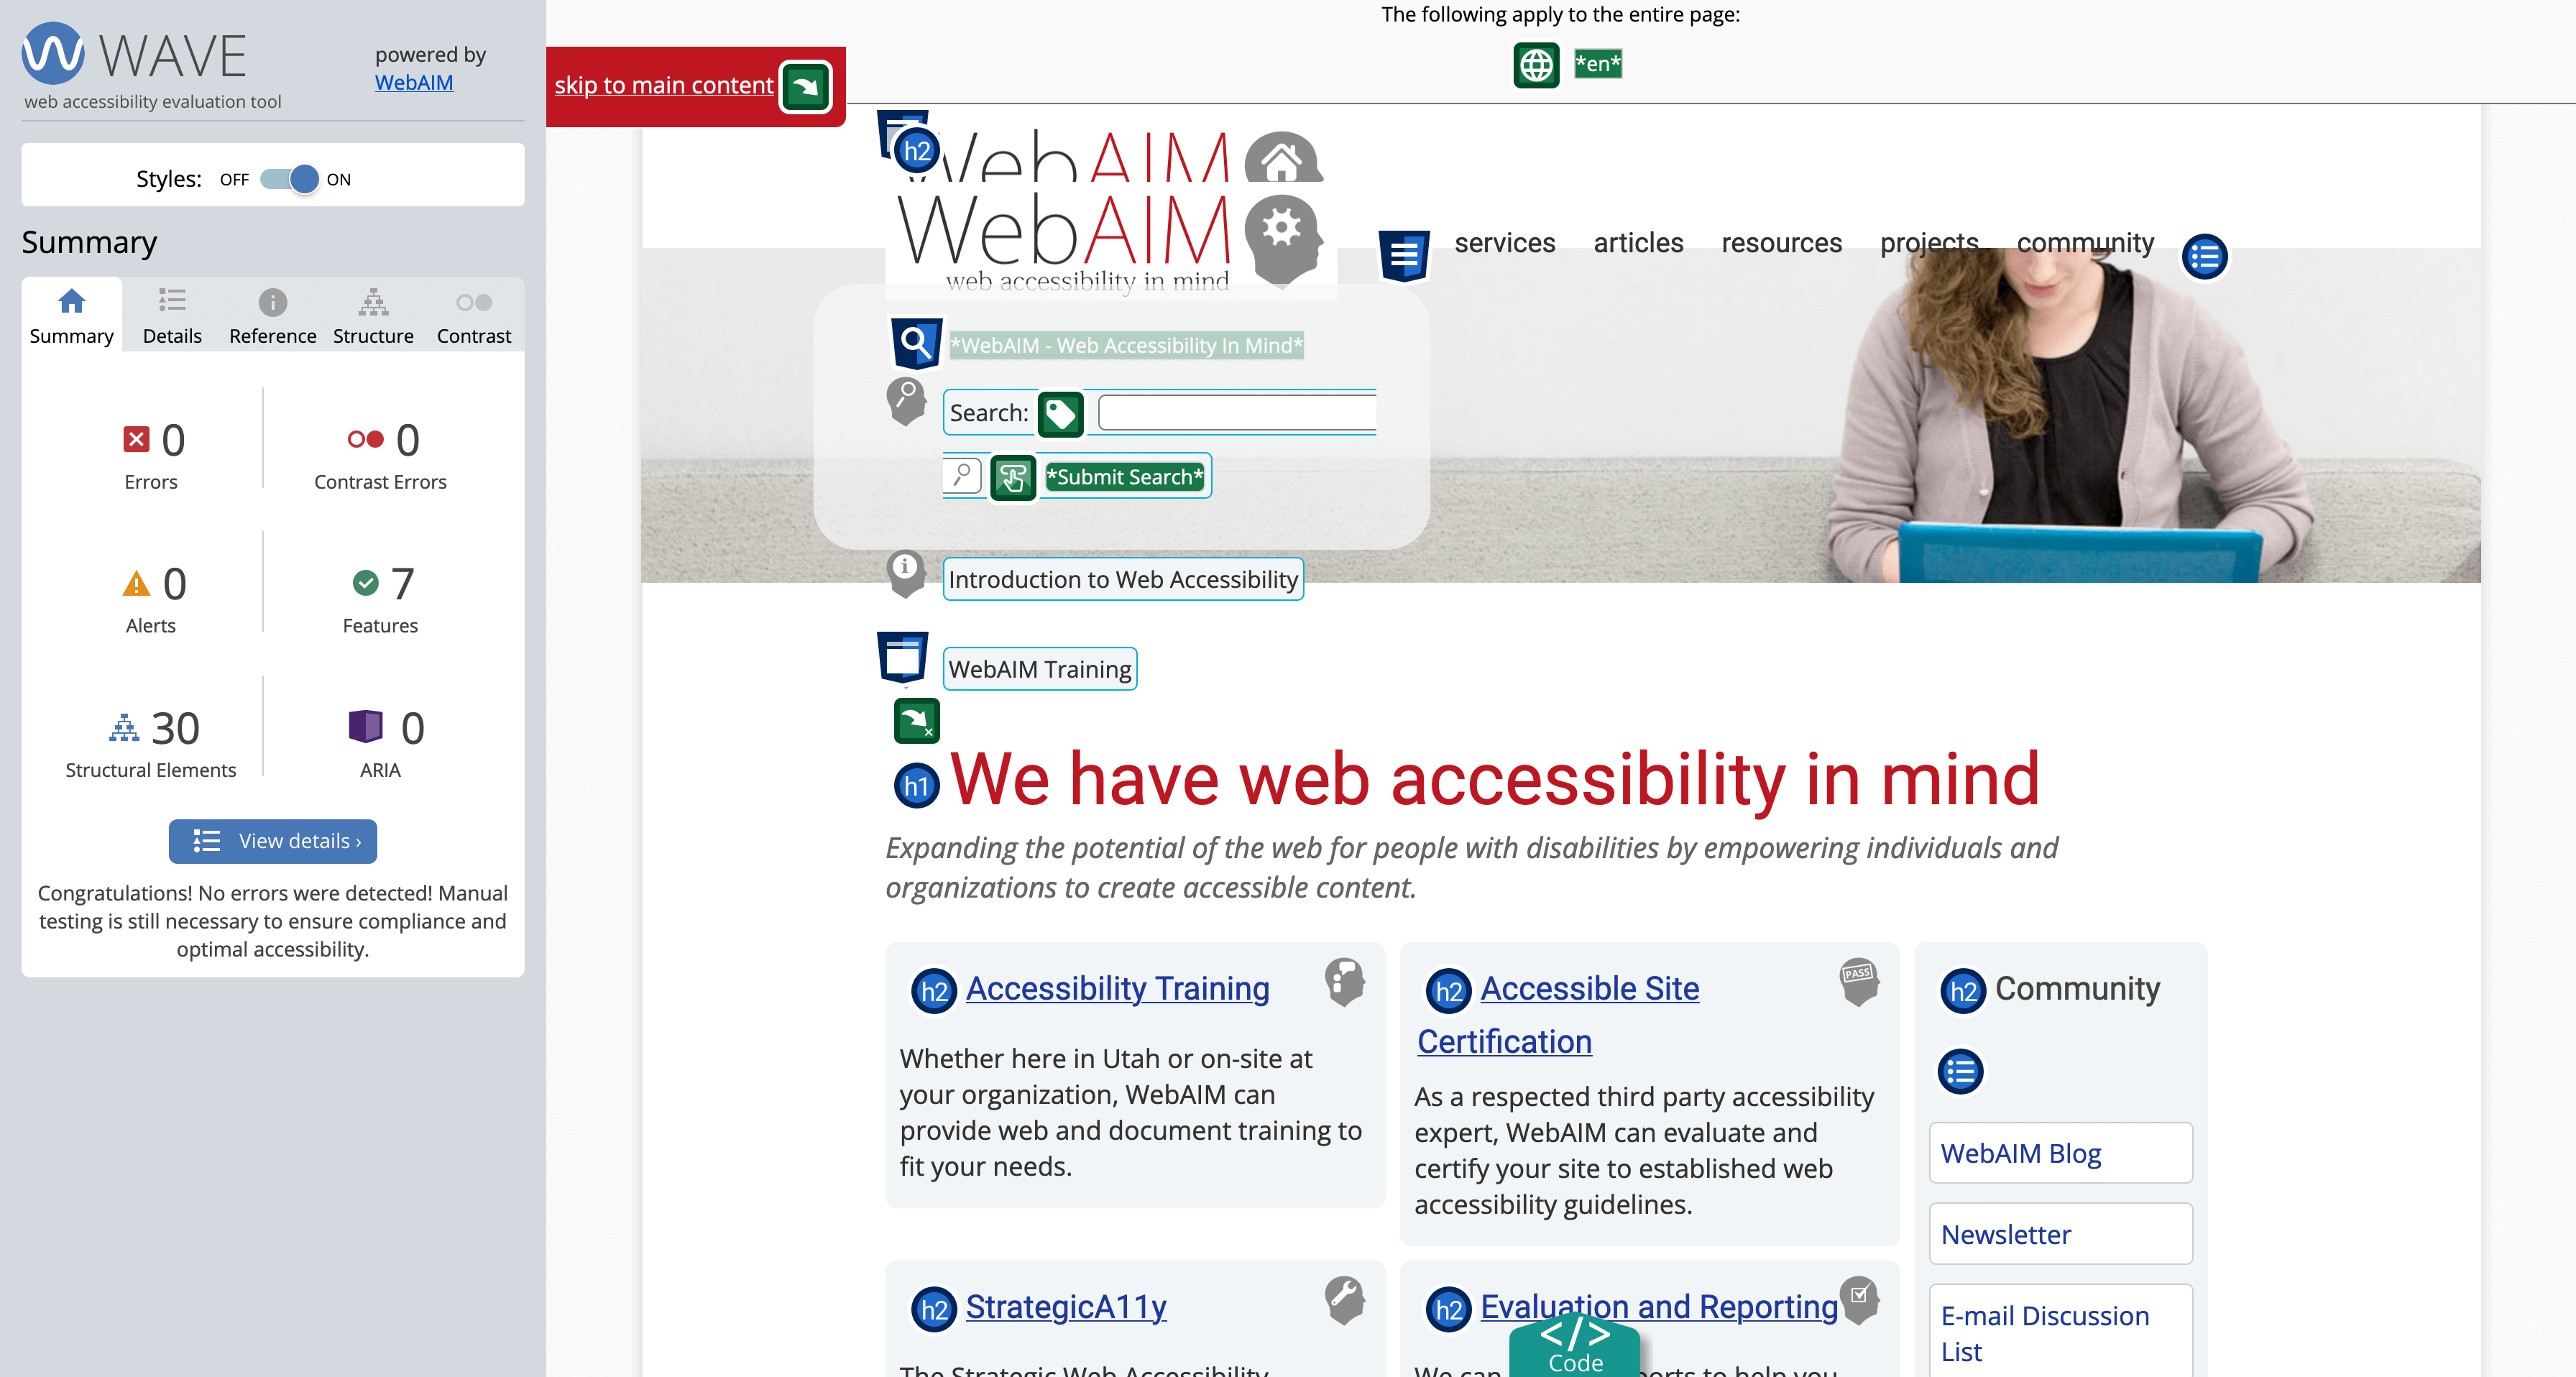 WAVE
powered by
WebAIM
web accessibility evaluation tool
Styles: OFF ON
Summary
Summary Details Reference Structure Contrast
0
Errors
0
Contrast Errors
0
Alerts
7
Features
30
Structural Elements
0
ARIA
View details ›
Congratulations! No errors were detected! Manual
testing is still necessary to ensure compliance and
optimal accessibility.
The following apply to the entire page:
*en*
skip to main content
h2
WebAIM
WebAIM
web accessibility in mind
services articles resources projects community
*WebAIM - Web Accessibility In Mind*
Search:
*Submit Search*
i
Introduction to Web Accessibility
WebAIM Training
h1 We have web accessibility in mind
Expanding the potential of the web for people with disabilities by empowering individuals and
organizations to create accessible content.
h2 Accessibility Training
Whether here in Utah or on-site at
your organization, WebAIM can
provide web and document training to
fit your needs.
h2 Accessible Site
Certification
PASS
As a respected third party accessibility
expert, WebAIM can evaluate and
certify your site to established web
accessibility guidelines.
h2 Community
WebAIM Blog
Newsletter
E-mail Discussion
List
h2 StrategicA11y
The Strategic Web Accessibility
h2 Evaluation and Reporting
We can
to help you
</>
Code